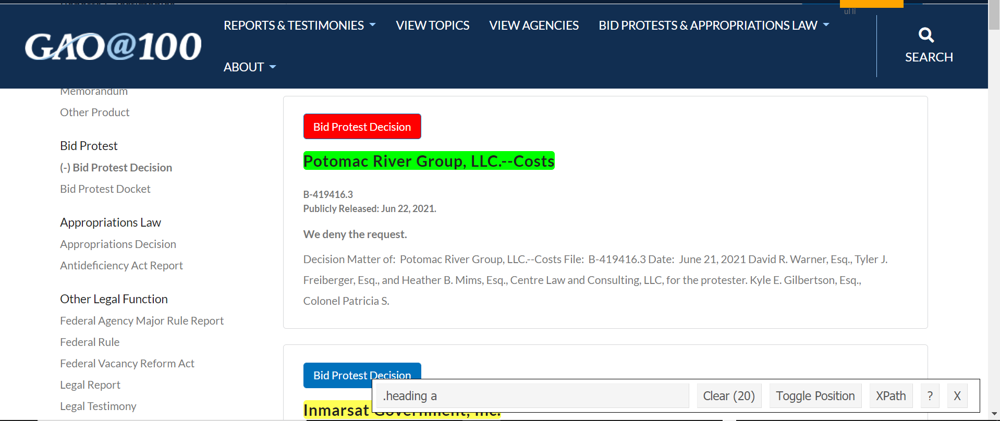 ul li
REPORTS & TESTIMONIES
VIEW TOPICS
VIEW AGENCIES
BID PROTESTS & APPROPRIATIONS LAW
GAO@100
ABOUT
SEARCH
Memorandum
Other Product
Bid Protest
(-) Bid Protest Decision
Bid Protest Docket
Appropriations Law
Appropriations Decision
Antideficiency Act Report
Other Legal Function
Federal Agency Major Rule Report
Federal Rule
Federal Vacancy Reform Act
Legal Report
Legal Testimony
Bid Protest Decision
Potomac River Group, LLC.--Costs
B-419416.3
Publicly Released: Jun 22, 2021.
We deny the request.
Decision Matter of:  Potomac River Group, LLC.--Costs File:  B-419416.3 Date:  June 21, 2021 David R. Warner, Esq., Tyler J.
Freiberger, Esq., and Heather B. Mims, Esq., Centre Law and Consulting, LLC, for the protester. Kyle E. Gilbertson, Esq.,
Colonel Patricia S.
Bid Protest Decision
Inmarsat Government, Inc.
.heading a
Clear (20)
Toggle Position
XPath
?
X